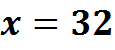 x = 32